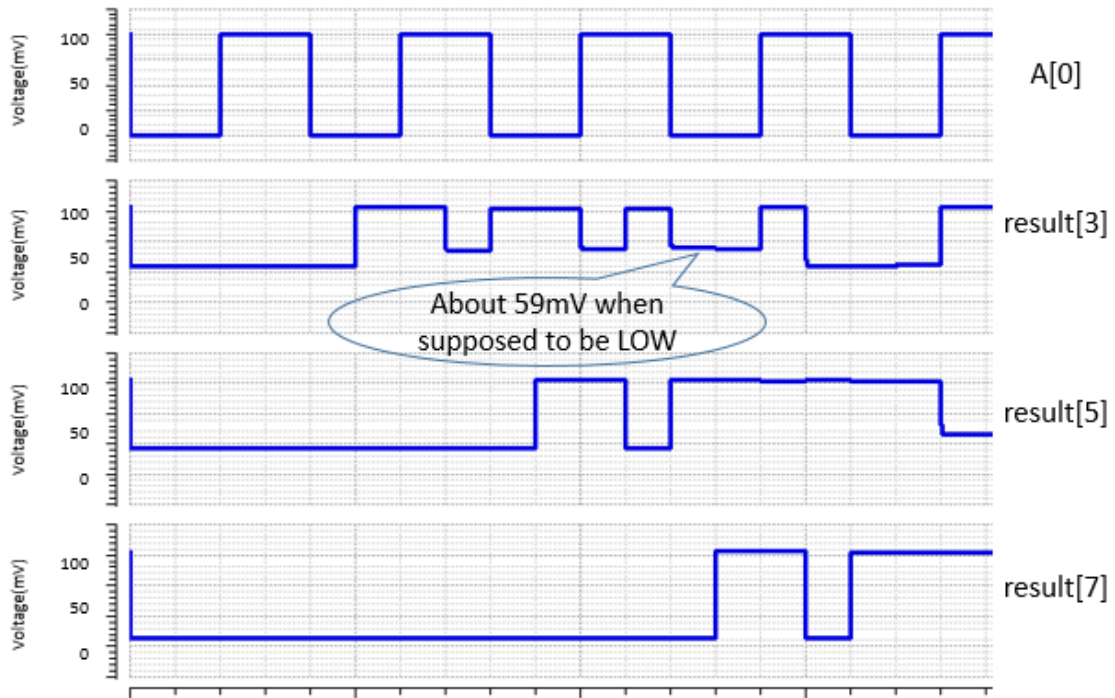 Voltage(mV)
100
50
0
A[0]
Voltage(mV)
100
50
0
result[3]
About 59mV when
supposed to be LOW
Voltage(mV)
100
50
0
result[5]
Voltage(mV)
100
50
0
result[7]